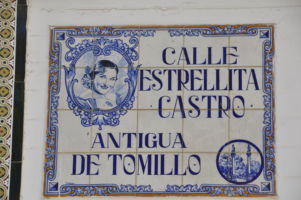 CALLE
ESTRELLITA
CASTRO
ANTIGUA
DE TOMILLO